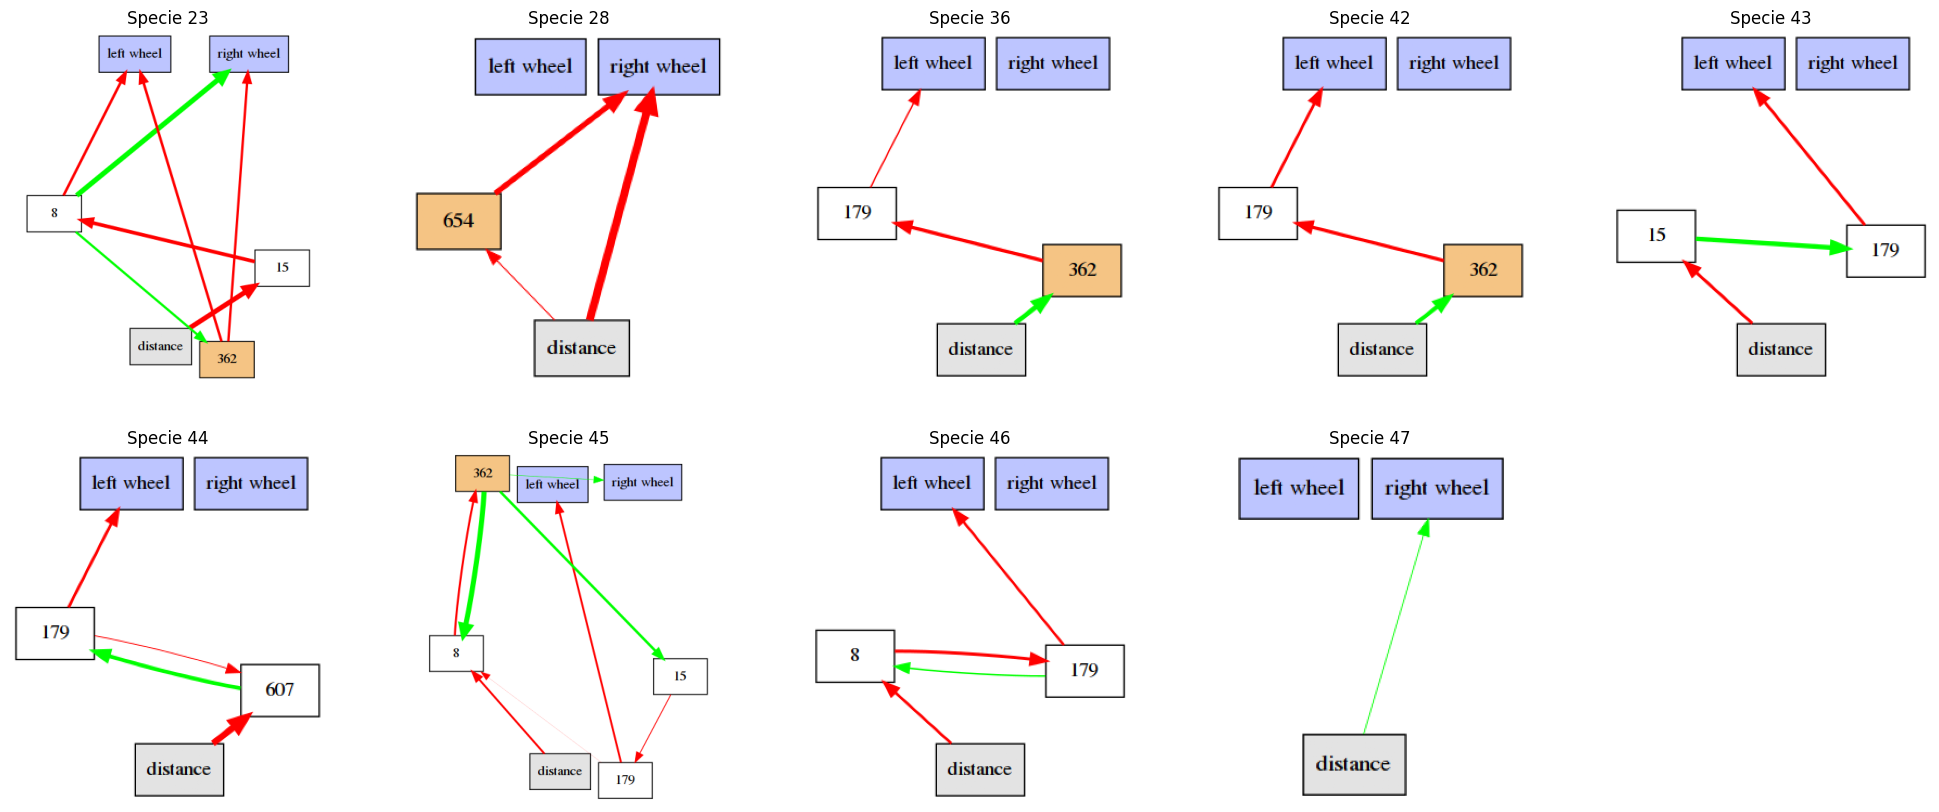 Specie 23
left wheel
right wheel
8
15
distance
362
Specie 28
left wheel
right wheel
654
distance
Specie 36
left wheel
right wheel
179
362
distance
Specie 42
left wheel
right wheel
179
362
distance
Specie 43
left wheel
right wheel
15
179
distance
Specie 44
left wheel
right wheel
179
607
distance
Specie 45
362
left wheel
right wheel
8
15
distance
179
Specie 46
left wheel
right wheel
8
179
distance
Specie 47
left wheel
right wheel
distance